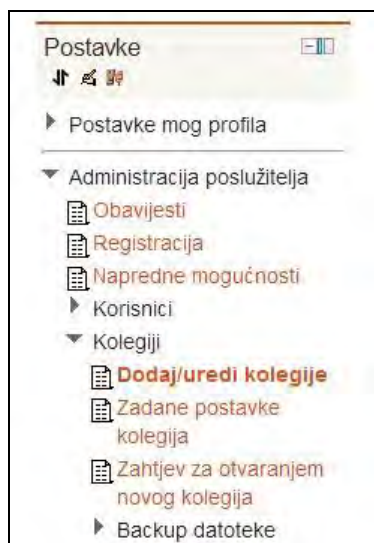 Postavke
Postavke mog profila
Administracija poslužitelja
Obavijesti
Registracija
Napredne mogućnosti
Korisnici
Kolegiji
Dodaj/uredi kolegije
Zadane postavke
kolegija
Zahtjev za otvaranjem
novog kolegija
Backup datoteke